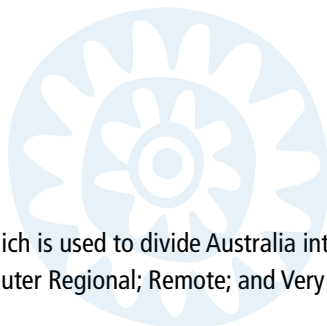 ich is used to divide Australia int
uter Regional; Remote; and Very